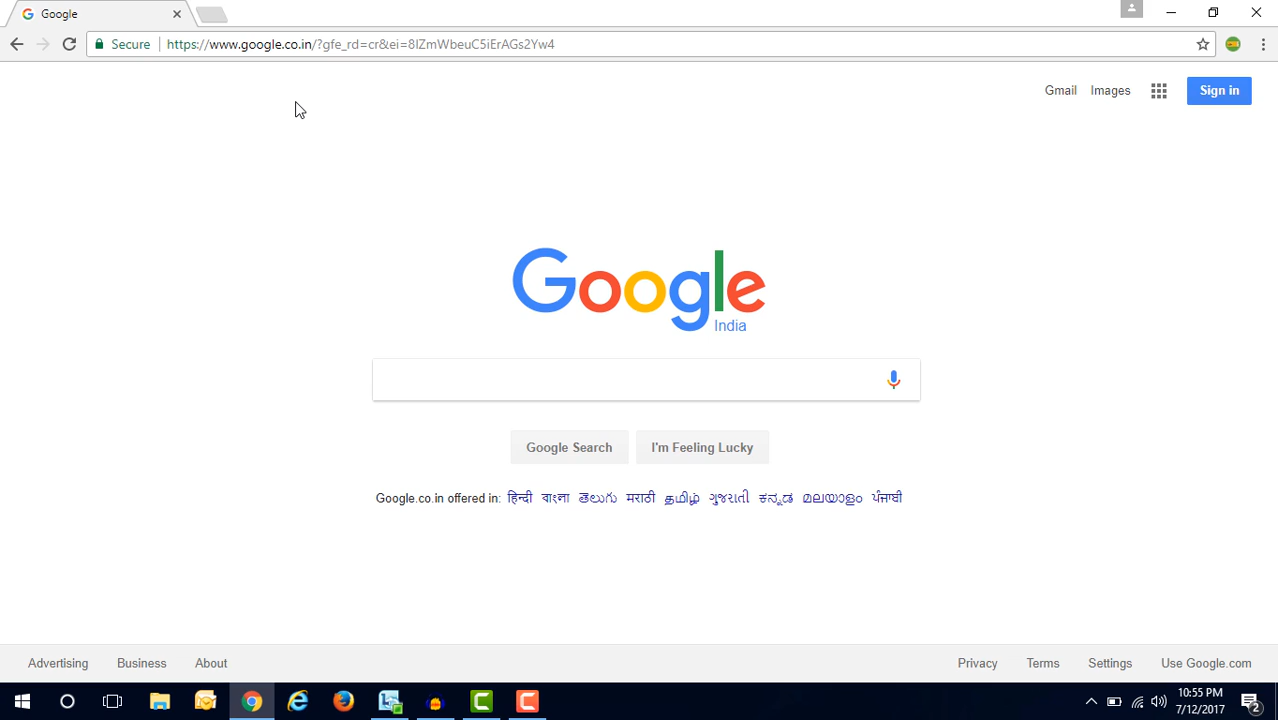 Google
Secure https://www.google.co.in/?gfe_rd=cr&ei=8IZmWbeuC5iErAGs2Yw4
Gmail Images Sign in
Google
India
Google Search I'm Feeling Lucky
Google.co.in offered in: हिन्दी বাংলা తెలుగు मराठी தமிழ் ગુજરાતી ಕನ್ನಡ മലയാളം ਪੰਜਾਬੀ
Advertising Business About Privacy Terms Settings Use Google.com
10:55 PM
7/12/2017
2